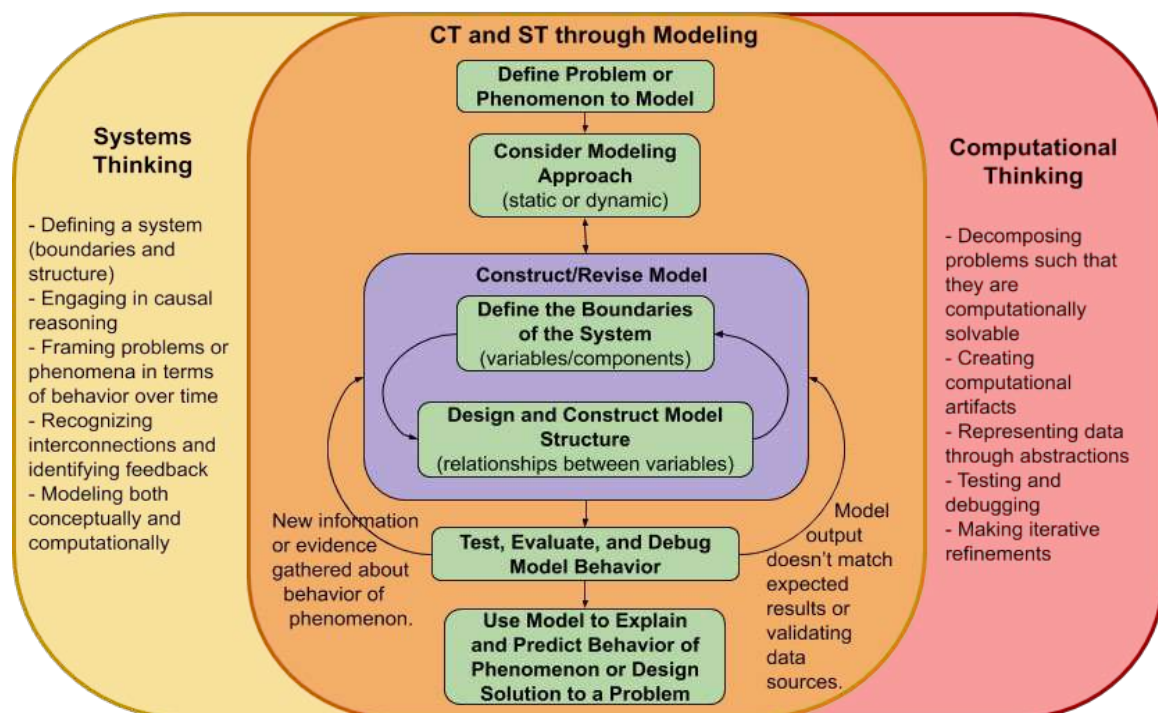 CT and ST through Modeling
Define Problem or
Phenomenon to Model
Consider Modeling
Approach
(static or dynamic)
Construct/Revise Model
Define the Boundaries
of the System
(variables/components)
Design and Construct Model
Structure
(relationships between variables)
Test, Evaluate, and Debug
Model Behavior
Use Model to Explain
and Predict Behavior of
Phenomenon or Design
Solution to a Problem
New information
or evidence
gathered about
behavior of
phenomenon.
Model
output
doesn't match
expected
results or
validating
data
sources.
Systems
Thinking
- Defining a system
(boundaries and
structure)
- Engaging in causal
reasoning
- Framing problems or
phenomena in terms
of behavior over time
- Recognizing
interconnections and
identifying feedback
- Modeling both
conceptually and
computationally
Computational
Thinking
- Decomposing
problems such that
they are
computationally
solvable
- Creating
computational
artifacts
- Representing data
through abstractions
- Testing and
debugging
- Making iterative
refinements